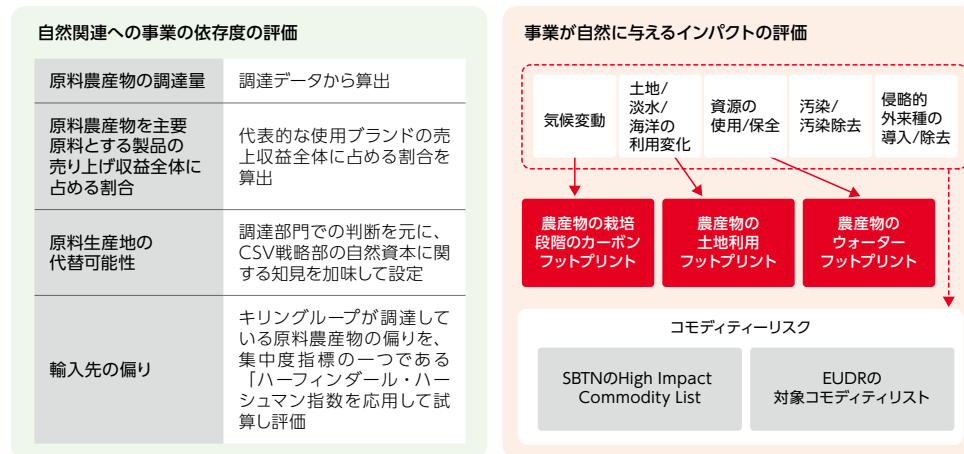 自然関連への事業の依存度の評価
原料農産物の調達量
調達データから算出
原料農産物を主要
原料とする製品の
売り上げ収益全体に
占める割合
代表的な使用ブランドの売
上収益全体に占める割合を
算出
原料生産地の
代替可能性
調達部門での判断を元に、
CSV戦略部の自然資本に関
する知見を加味して設定
輸入先の偏り
キリングループが調達して
いる原料農産物の偏りを、
集中度指標の一つである
「ハーフィンダール・ハー
シュマン指数を応用して試
算し評価
事業が自然に与えるインパクトの評価
気候変動
土地/
淡水/
海洋の
利用変化
資源の
使用/保全
汚染/
汚染除去
侵略的
外来種の
導入/除去
農産物の栽培
段階のカーボン
フットプリント
農産物の
土地利用
フットプリント
農産物の
ウォーター
フットプリント
コモディティーリスク
SBTNのHigh Impact
Commodity List
EUDRの
対象コモディティリスト